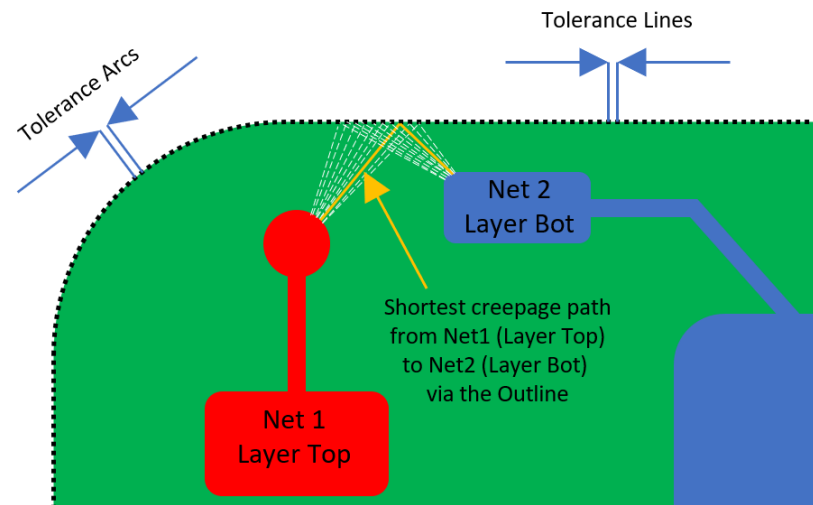 Tolerance Lines
Tolerance Arcs
Net 2
Layer Bot
Shortest creepage path
from Net1 (Layer Top)
to Net2 (Layer Bot)
via the Outline
Net 1
Layer Top